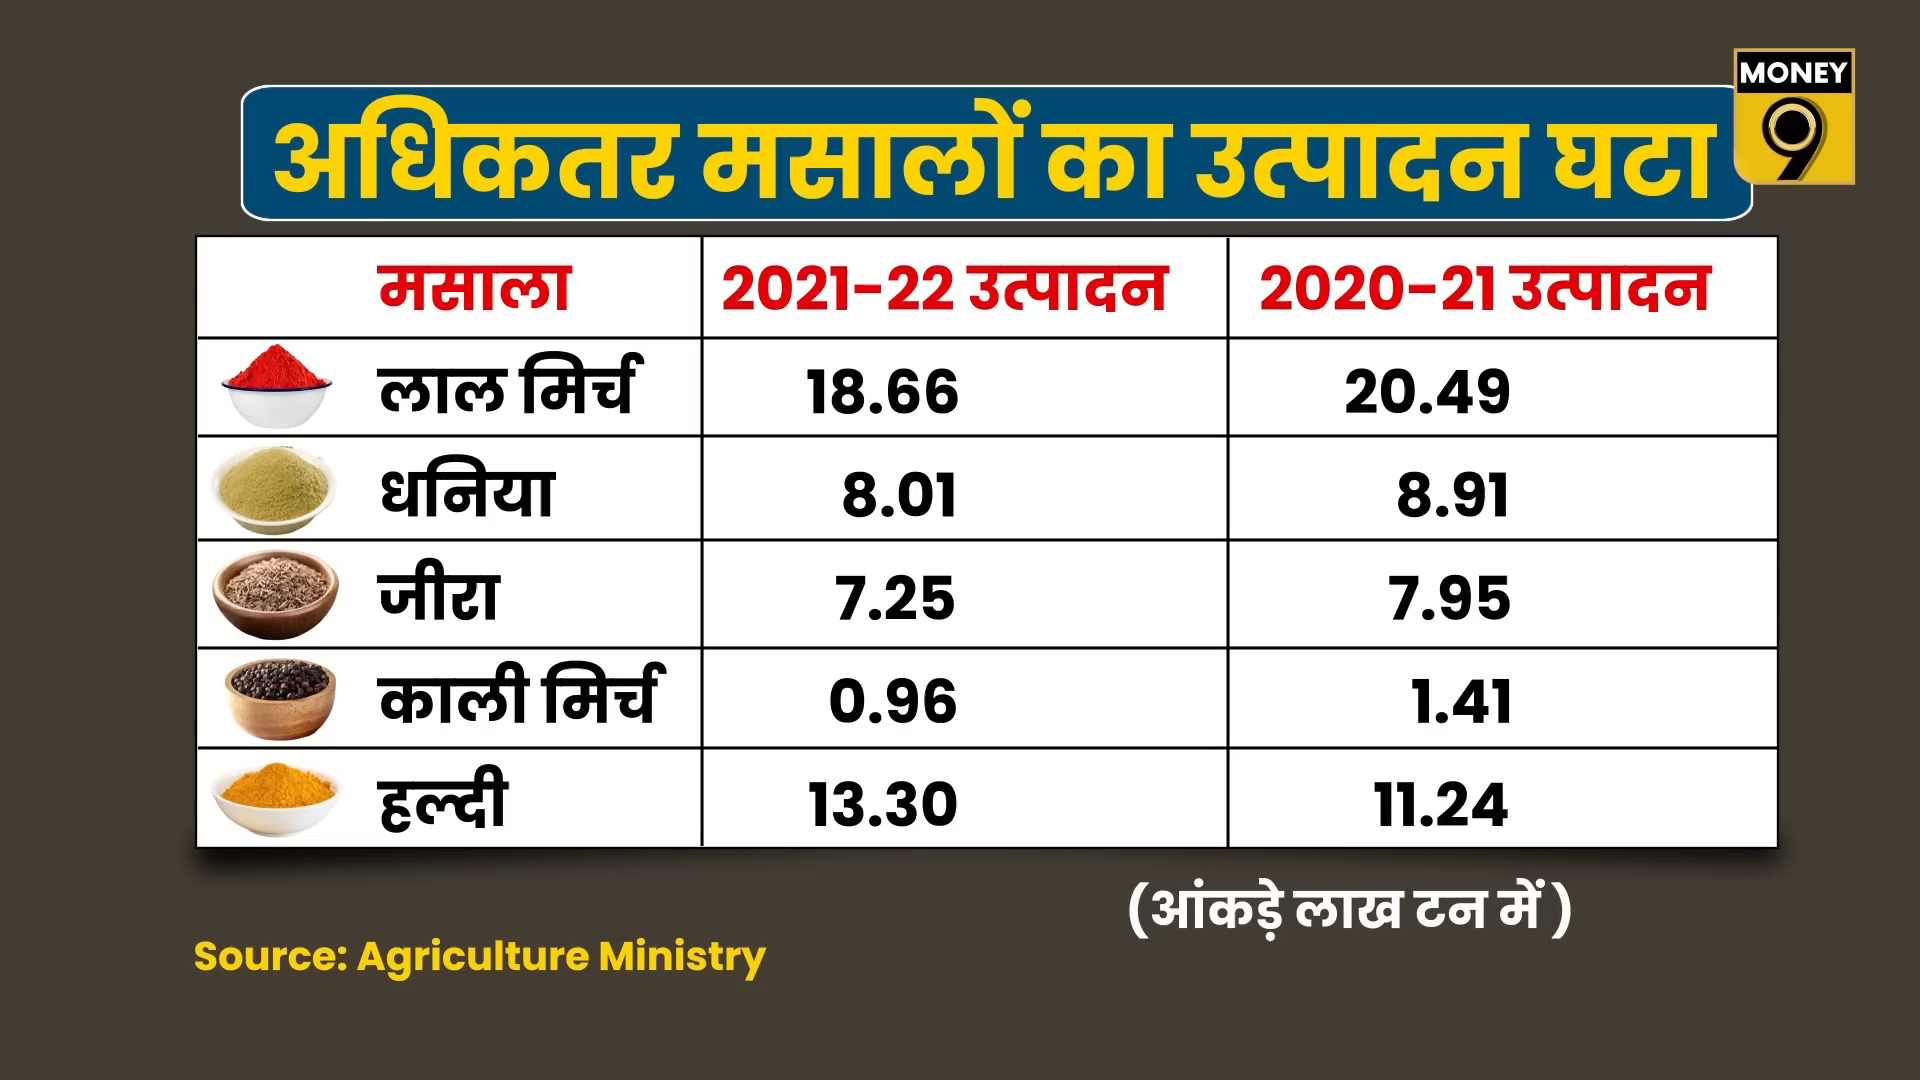 MONEY
9
अधिकतर मसालों का उत्पादन घटा
मसाला 2021-22 उत्पादन 2020-21 उत्पादन
लाल मिर्च 18.66 20.49
धनिया 8.01 8.91
जीरा 7.25 7.95
काली मिर्च 0.96 1.41
हल्दी 13.30 11.24
(आंकड़े लाख टन में )
Source: Agriculture Ministry